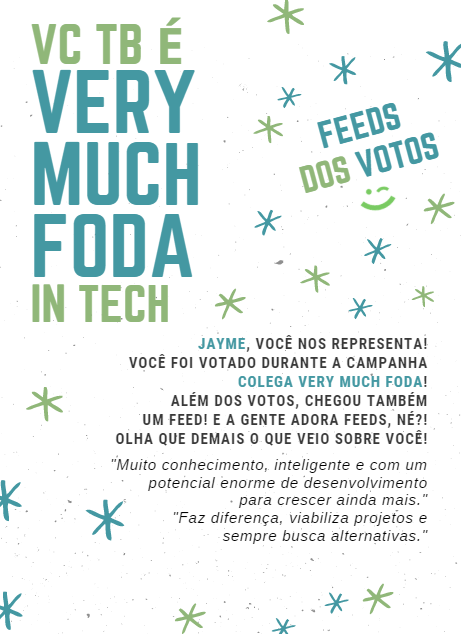 VC TB É
VERY
MUCH
FODA
IN TECH
FEEDS
DOS VOTOS
JAYME, VOCÊ NOS REPRESENTA!
VOCÊ FOI VOTADO DURANTE A CAMPANHA
COLEGA VERY MUCH FODA!
ALÉM DOS VOTOS, CHEGOU TAMBÉM
UM FEED! E A GENTE ADORA FEEDS, NÉ?!
OLHA QUE DEMAIS O QUE VEIO SOBRE VOCÊ!
"Muito conhecimento, inteligente e com um
potencial enorme de desenvolvimento
para crescer ainda mais."
"Faz diferença, viabiliza projetos e
sempre busca alternativas."